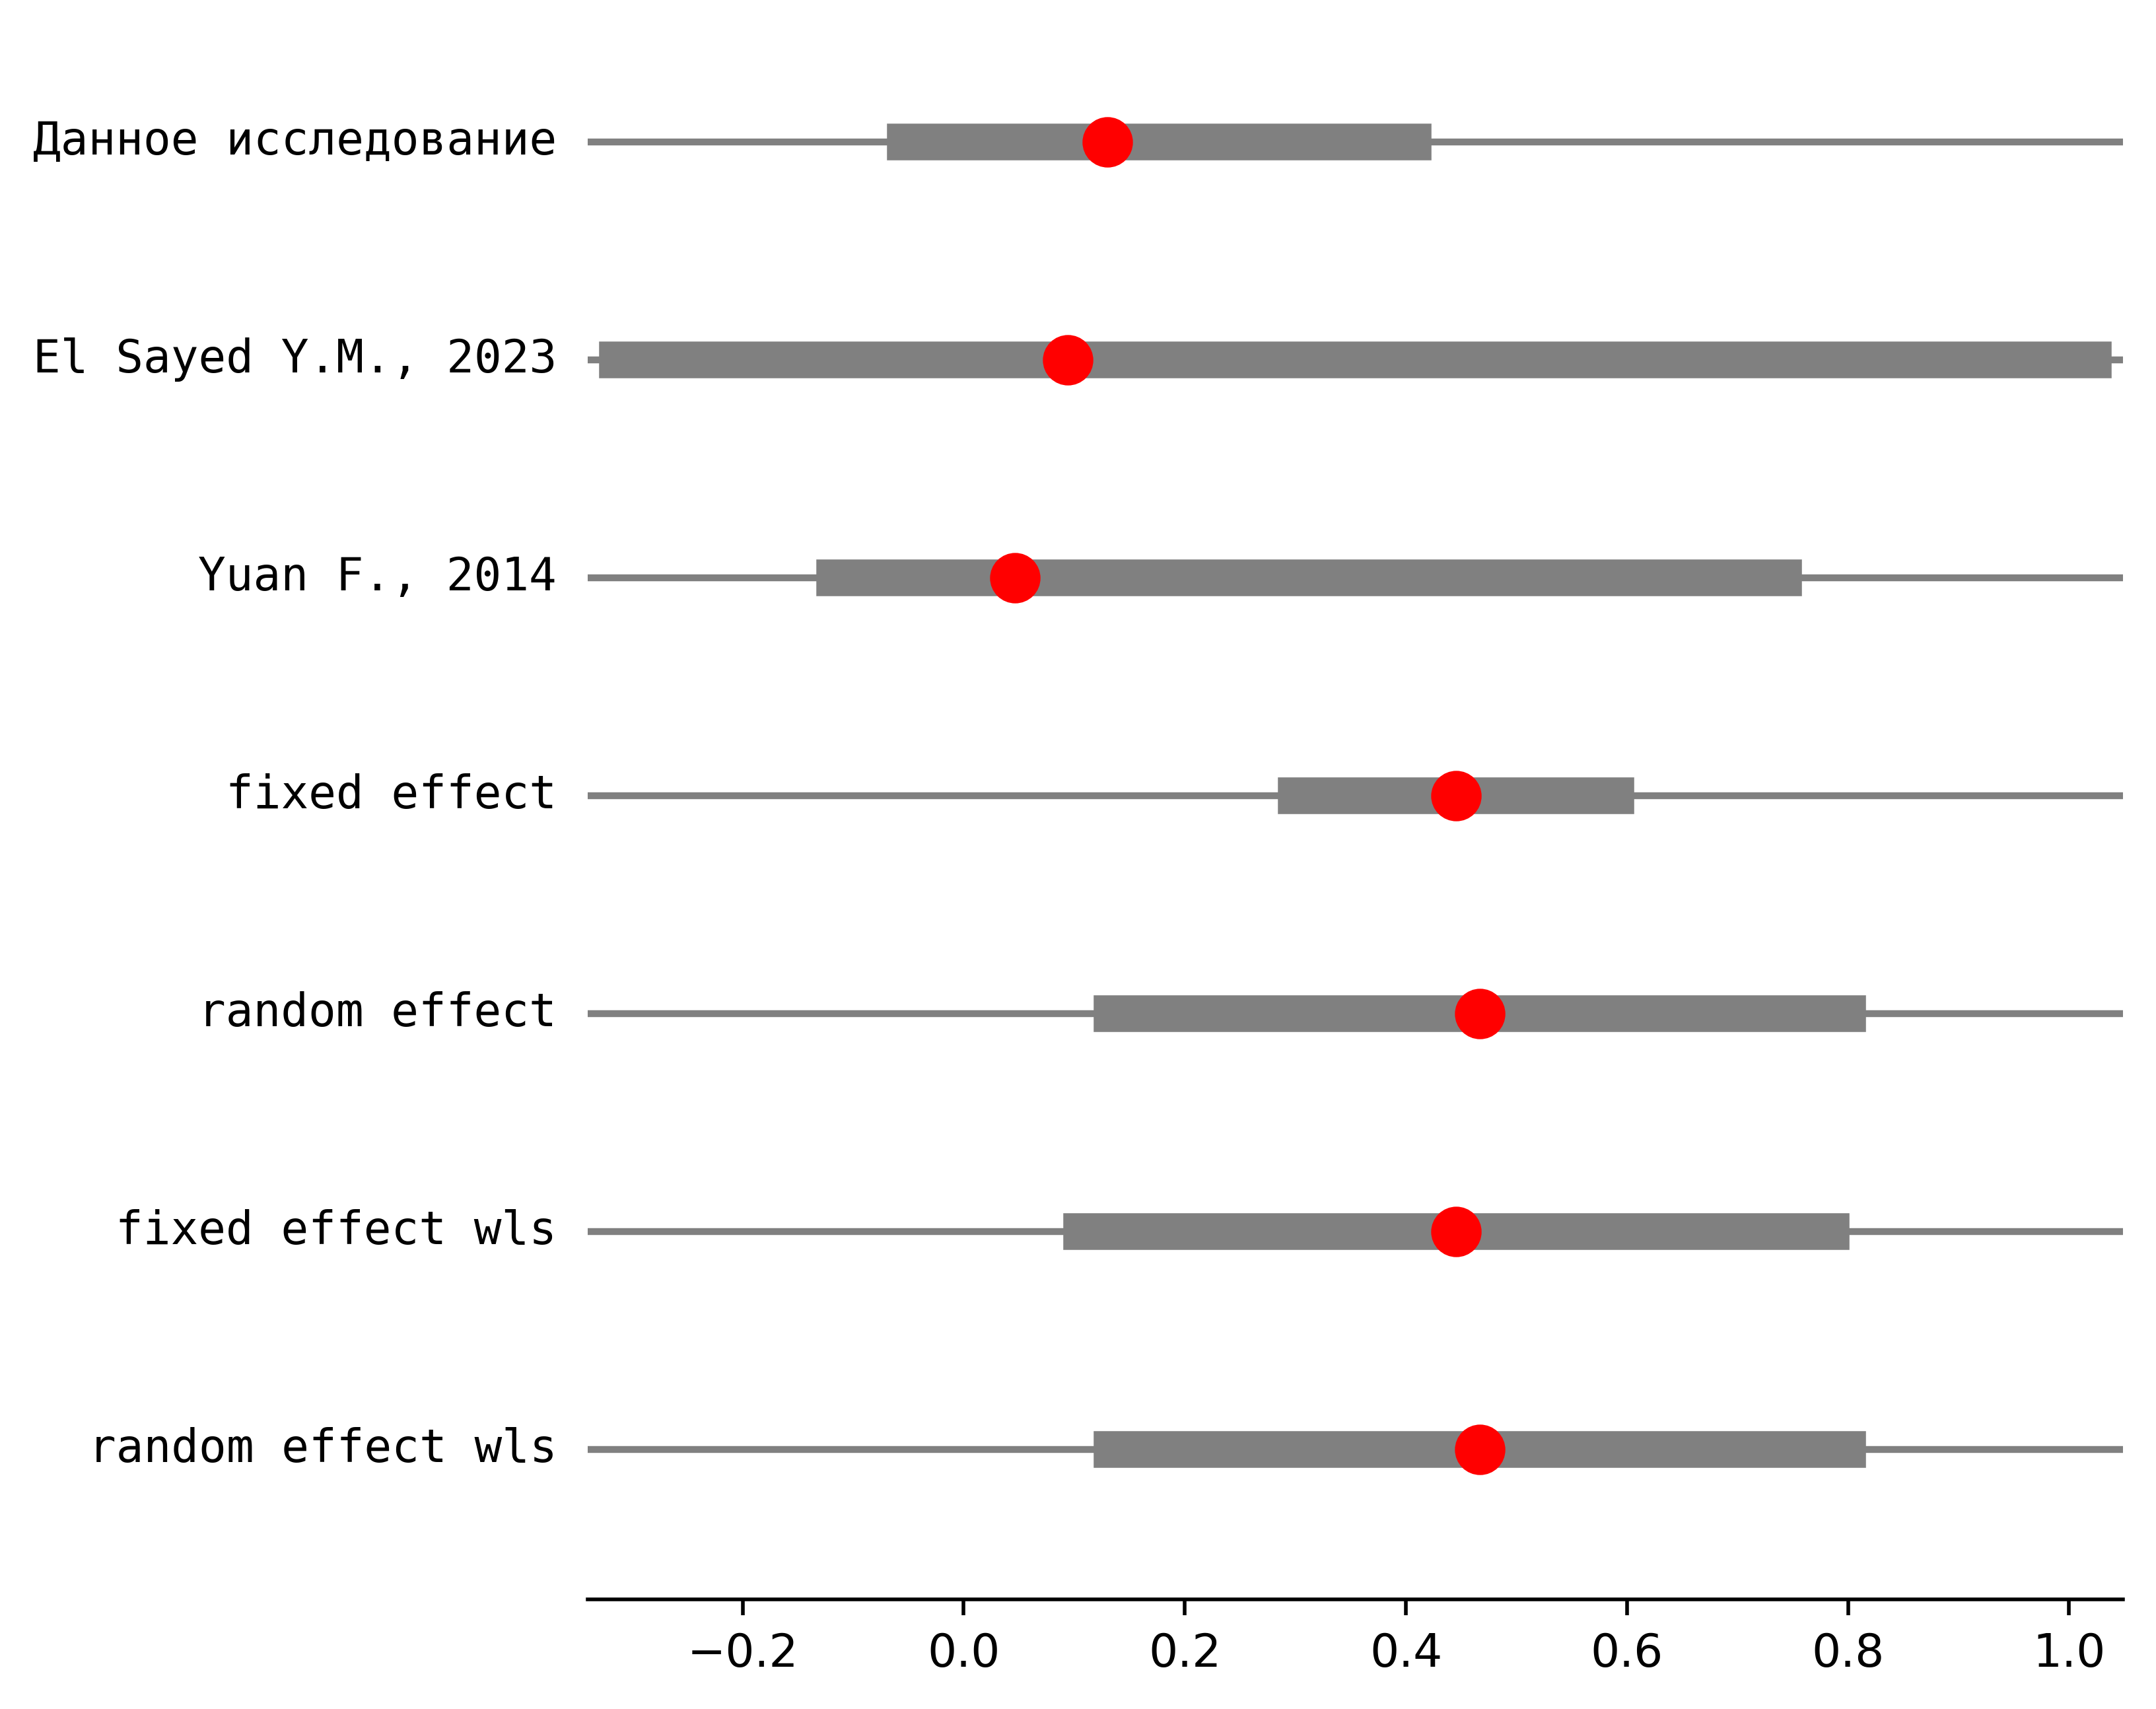 Данное исследование
El Sayed Y.M., 2023
Yuan F., 2014
fixed effect
random effect
fixed effect wls
random effect wls
−0.2 0.0 0.2 0.4 0.6 0.8 1.0